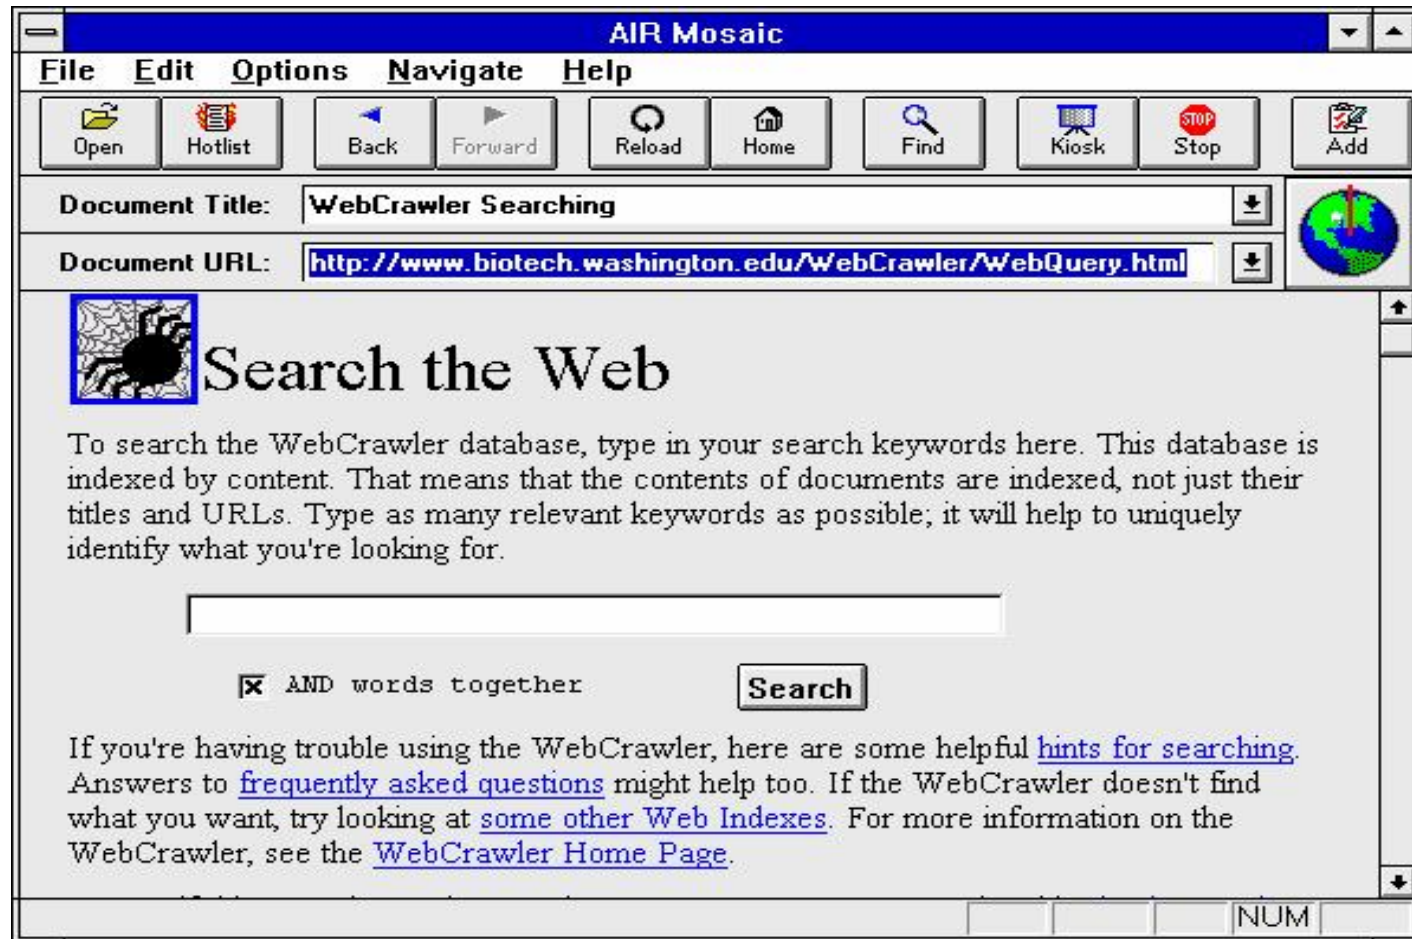 AIR Mosaic
File Edit Options Navigate Help
Open Hotlist Back Forward Reload Home Find Kiosk STOP Stop Add
Document Title: WebCrawler Searching
Document URL: http://www.biotech.washington.edu/WebCrawler/WebQuery.html
Search the Web
To search the WebCrawler database, type in your search keywords here. This database is
indexed by content. That means that the contents of documents are indexed, not just their
titles and URLs. Type as many relevant keywords as possible; it will help to uniquely
identify what you're looking for.
AND words together Search
If you're having trouble using the WebCrawler, here are some helpful hints for searching.
Answers to frequently asked questions might help too. If the WebCrawler doesn't find
what you want, try looking at some other Web Indexes. For more information on the
WebCrawler, see the WebCrawler Home Page.
NUM